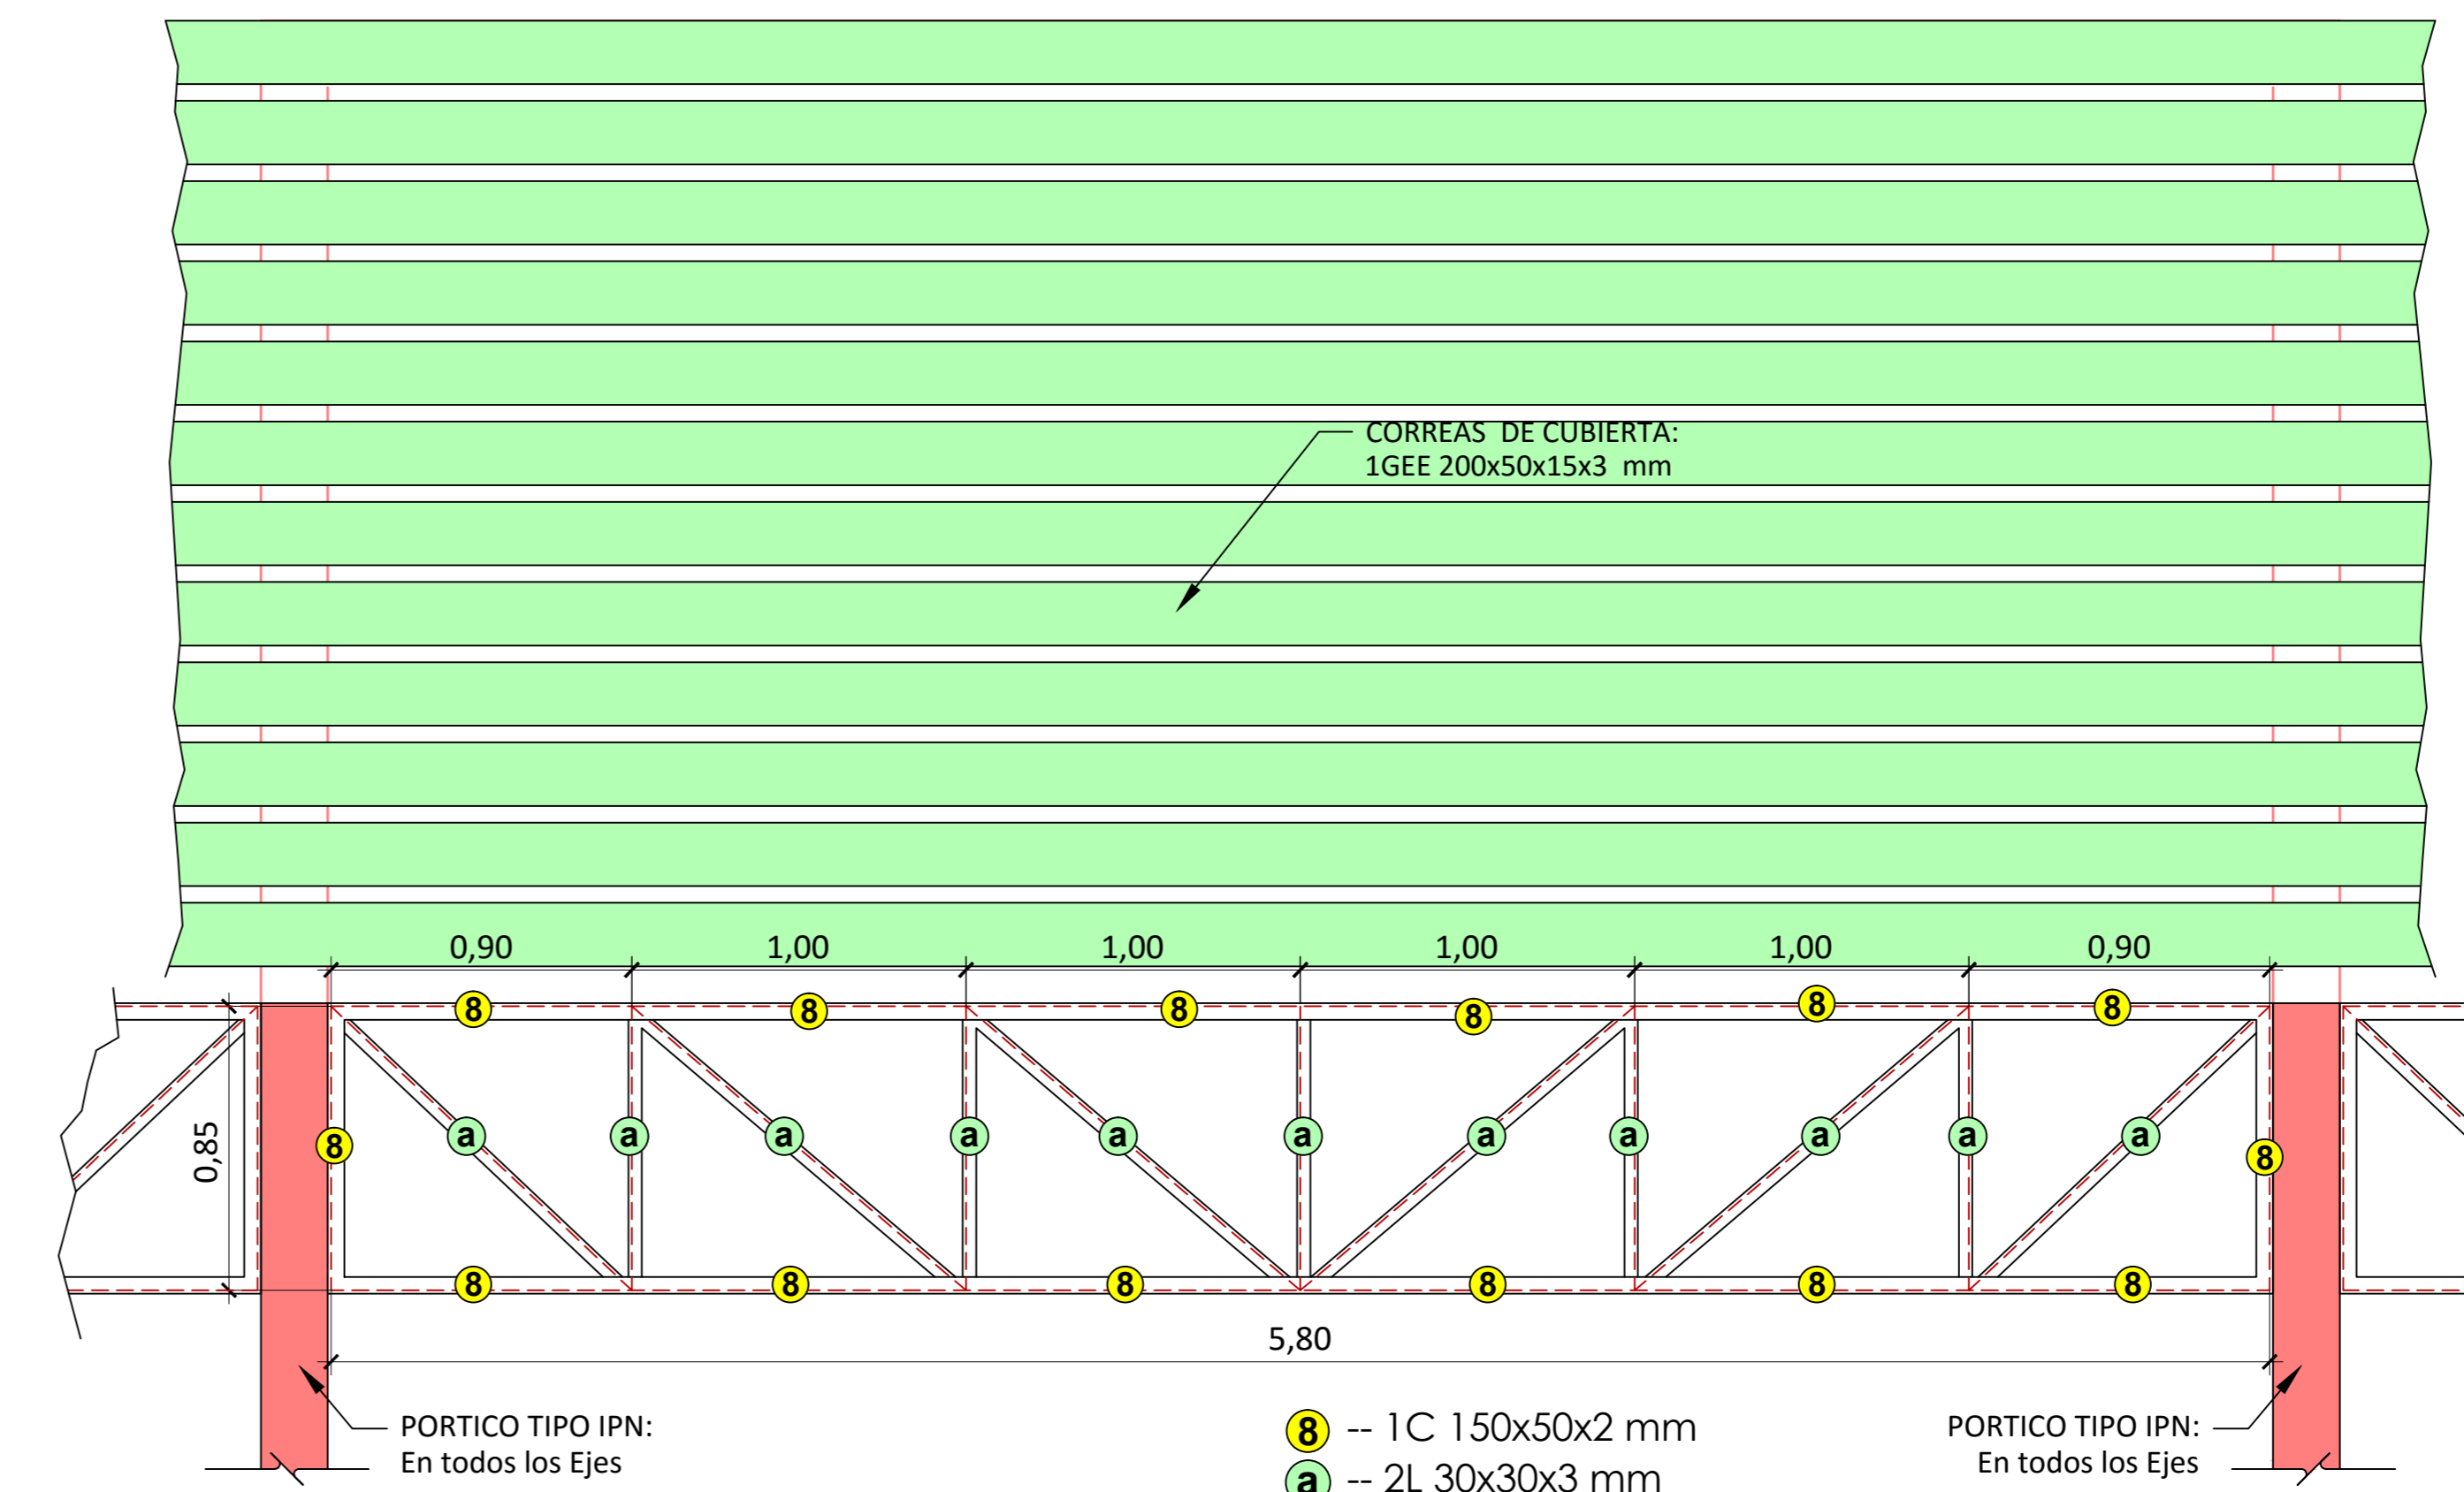 CORREAS DE CUBIERTA:
1GEE 200x50x15x3 mm
0,90
1,00
1,00
1,00
1,00
0,90
8
8
8
8
8
8
0,85
8
a
a
a
a
a
a
a
a
a
a
a
8
8
8
8
8
8
8
5,80
PORTICO TIPO IPN:
En todos los Ejes
8 -- 1C 150x50x2 mm
a -- 2L 30x30x3 mm
PORTICO TIPO IPN:
En todos los Ejes